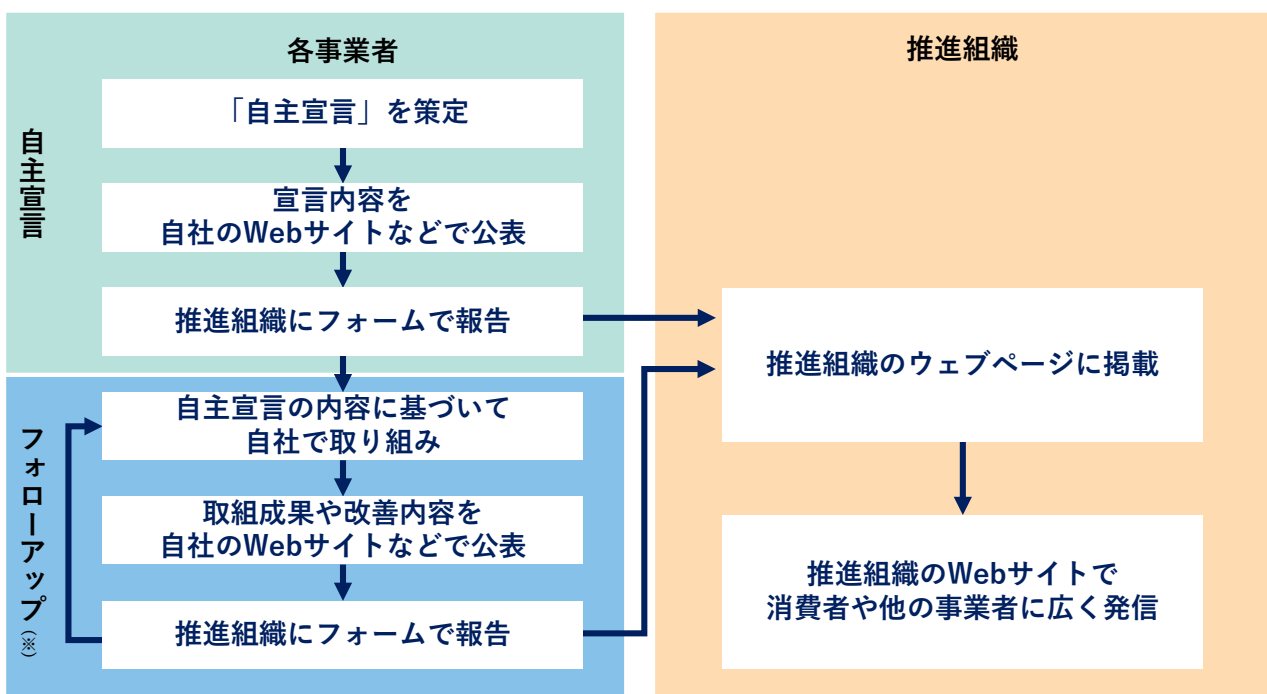 各事業者
自主宣言
「自主宣言」を策定
宣言内容を
自社のWebサイトなどで公表
推進組織にフォームで報告
フォローアップ(※)
自主宣言の内容に基づいて
自社で取り組み
取組成果や改善内容を
自社のWebサイトなどで公表
推進組織にフォームで報告
推進組織
推進組織のウェブページに掲載
推進組織のWebサイトで
消費者や他の事業者に広く発信